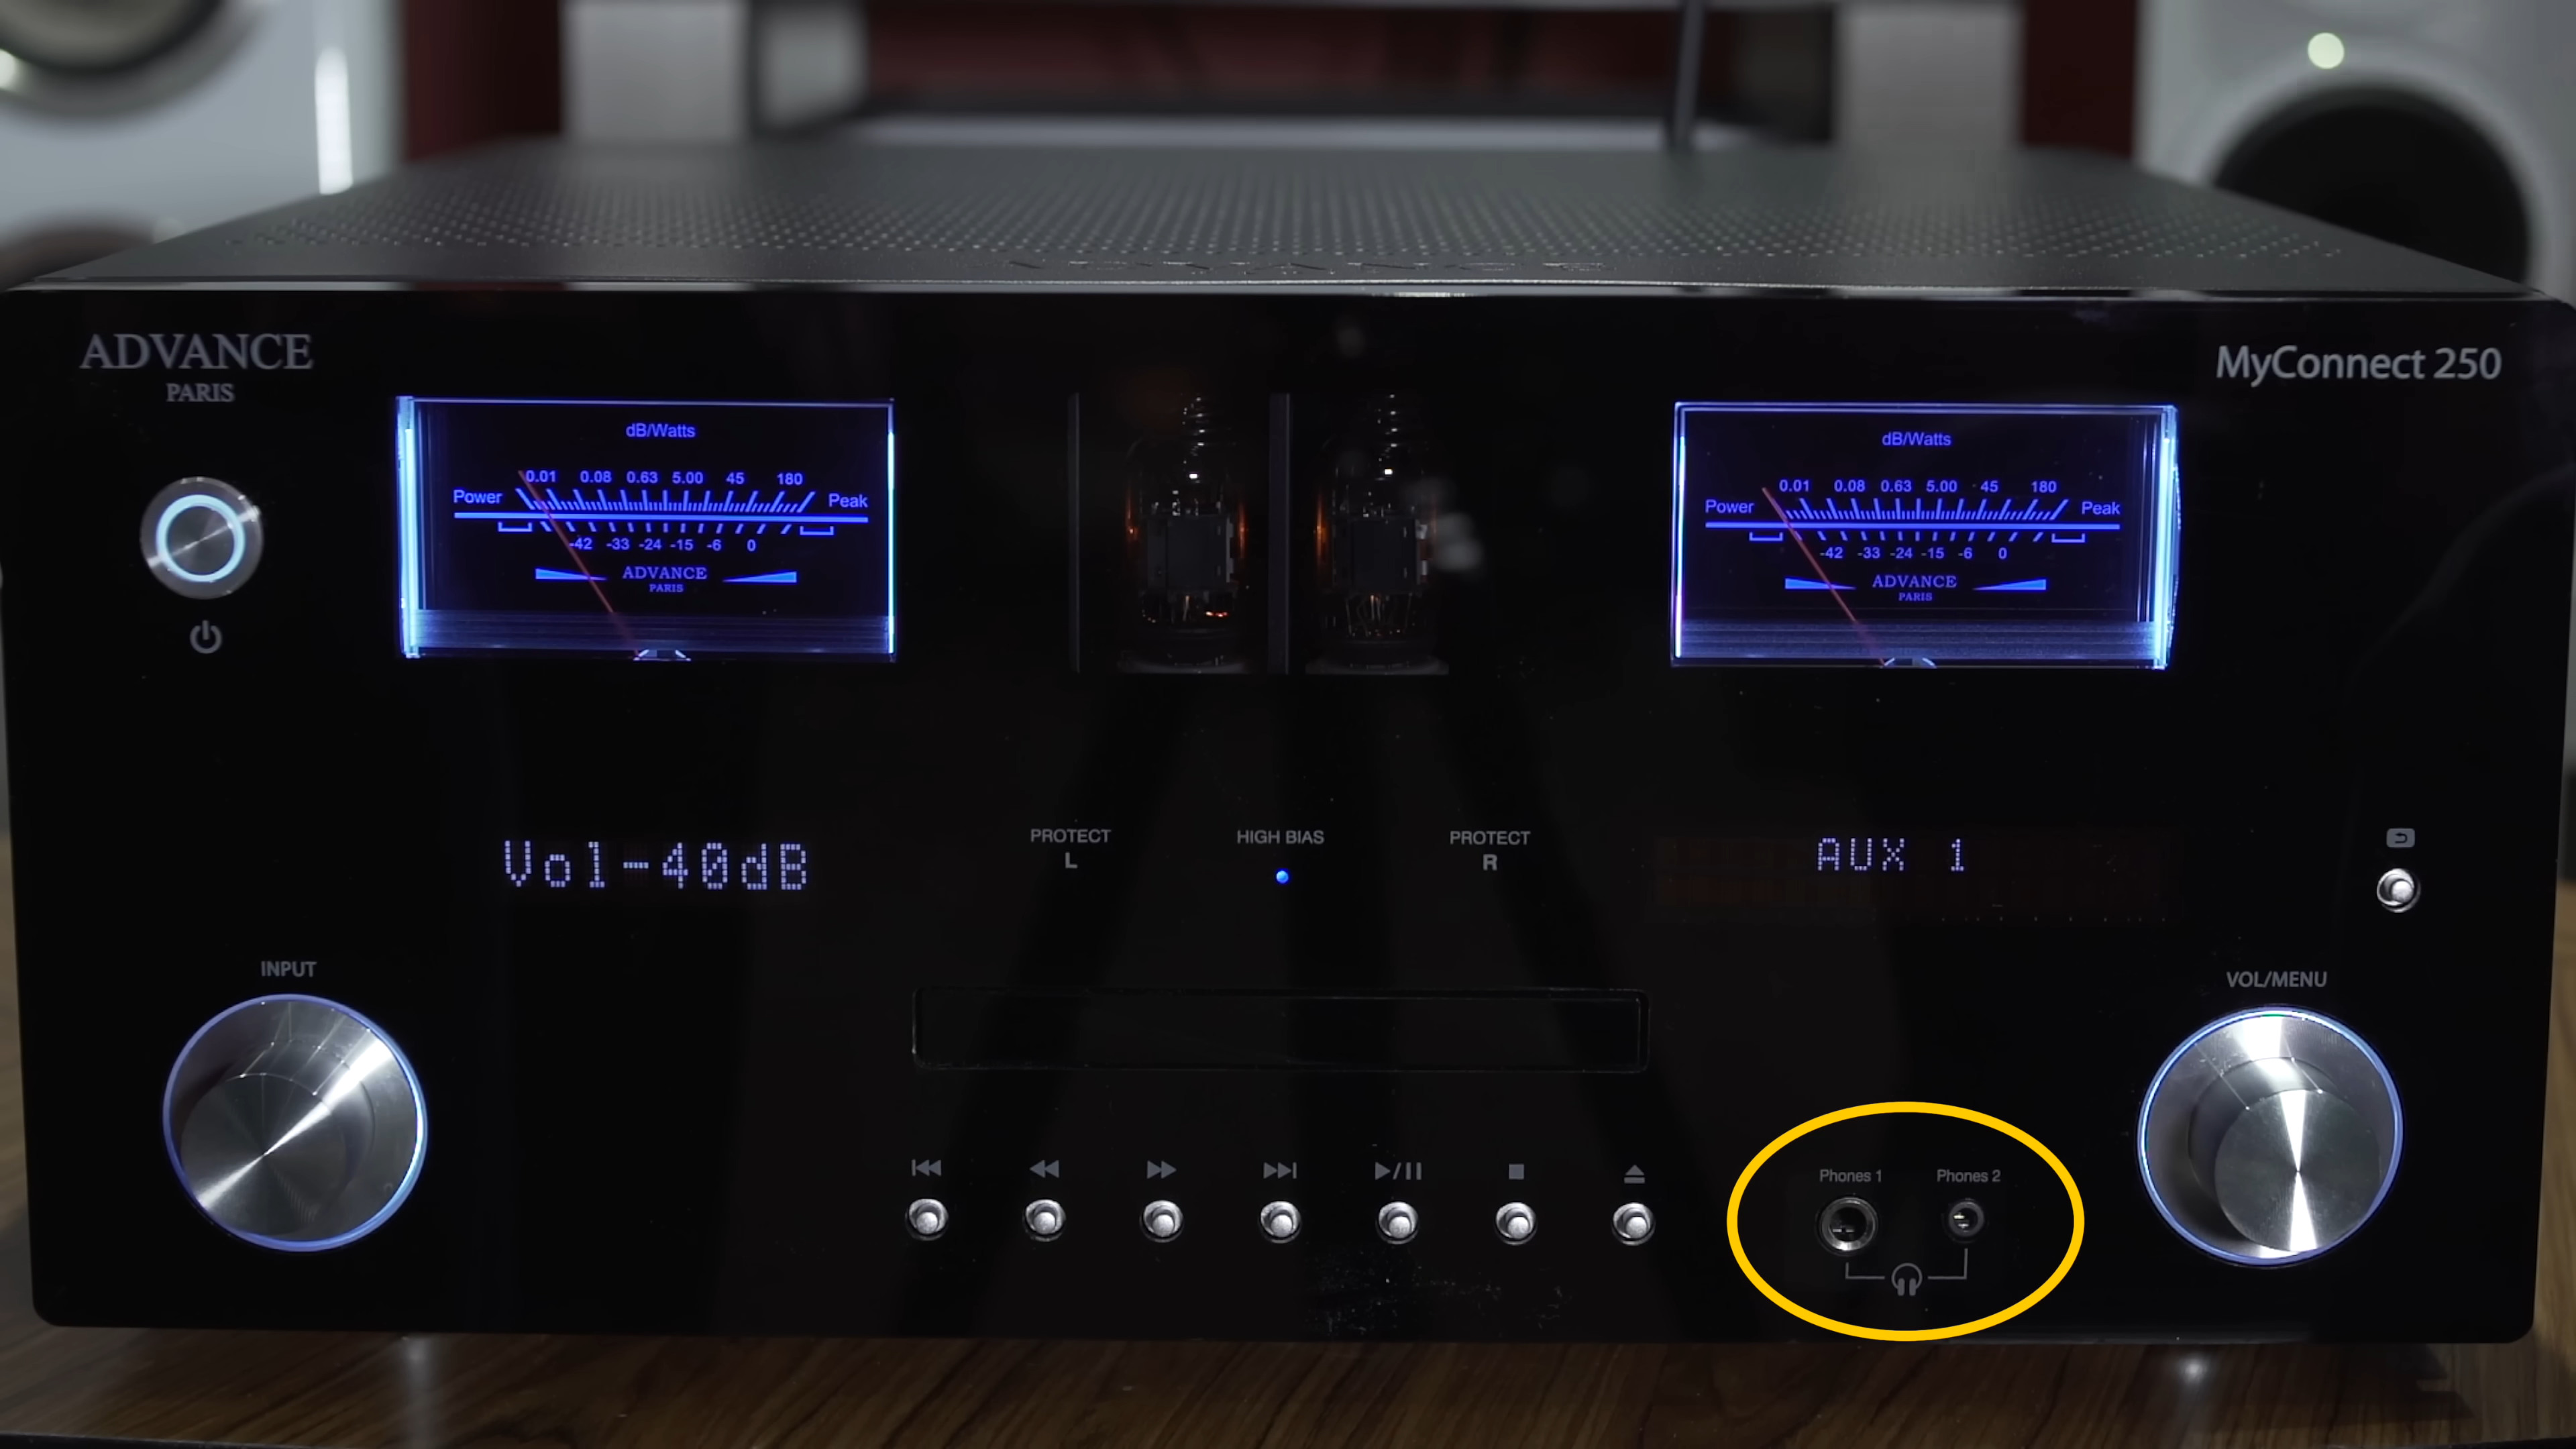 ADVANCE
PARIS
MyConnect 250
dB/Watts
0.01 0.08 0.63 5.00 45 180
Power Peak
-42 -33 -24 -15 -6 0
ADVANCE
PARIS
dB/Watts
0.01 0.08 0.63 5.00 45 180
Power Peak
-42 -33 -24 -15 -6 0
ADVANCE
PARIS
Vol-40dB
PROTECT
L
HIGH BIAS
PROTECT
R
AUX 1
INPUT
VOL/MENU
Phones 1 Phones 2